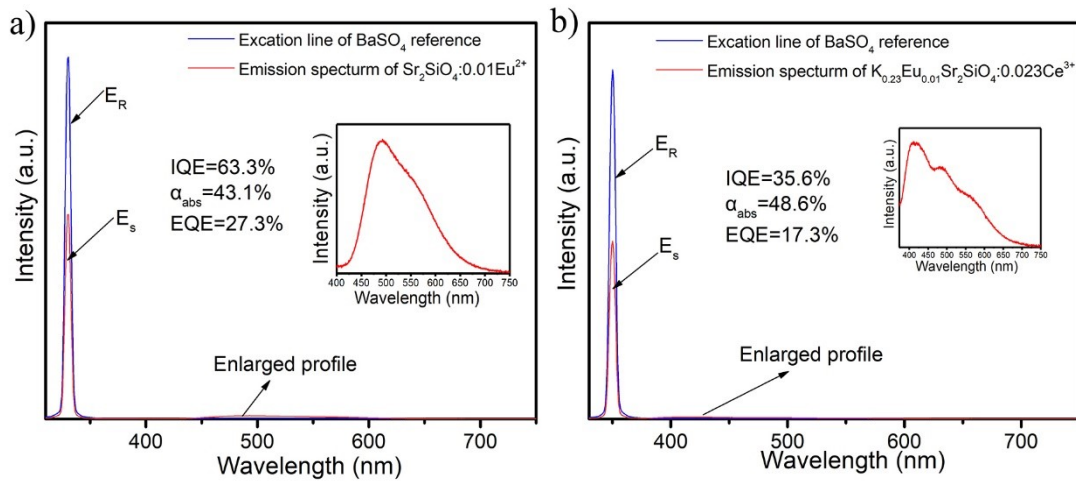 a)
Excation line of BaSO4 reference
Emission specturm of Sr2SiO4:0.01Eu2+
ER
Es
IQE=63.3%
αabs=43.1%
EQE=27.3%
Intensity (a.u.)
400 450 500 550 600 650 700 750
Wavelength (nm)
Enlarged profile
Intensity (a.u.)
400 500 600 700
Wavelength (nm)
b)
Excation line of BaSO4 reference
Emission specturm of K0.23Eu0.01Sr2SiO4:0.023Ce3+
ER
Es
IQE=35.6%
αabs=48.6%
EQE=17.3%
Intensity (a.u.)
400 450 500 550 600 650 700 750
Wavelength (nm)
Enlarged profile
Intensity (a.u.)
400 500 600 700
Wavelength (nm)